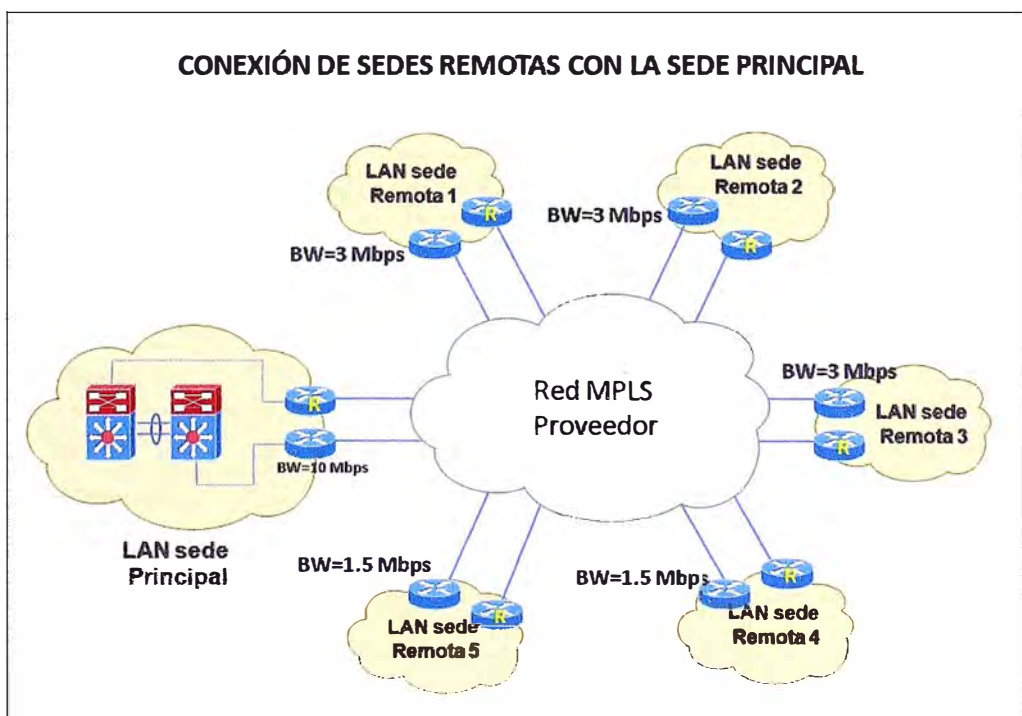 CONEXIÓN DE SEDES REMOTAS CON LA SEDE PRINCIPAL
LAN sede
Remota 1
R
BW=3 Mbps
LAN sede
Remota 2
BW=3 Mbps
R
R
BW=10 Mbps
LAN sede
Principal
Red MPLS
Proveedor
BW=3 Mbps
LAN sede
Remota 3
R
BW=1.5 Mbps
R
LAN sede
Remota 5
BW=1.5 Mbps
R
LAN sede
Remota 4